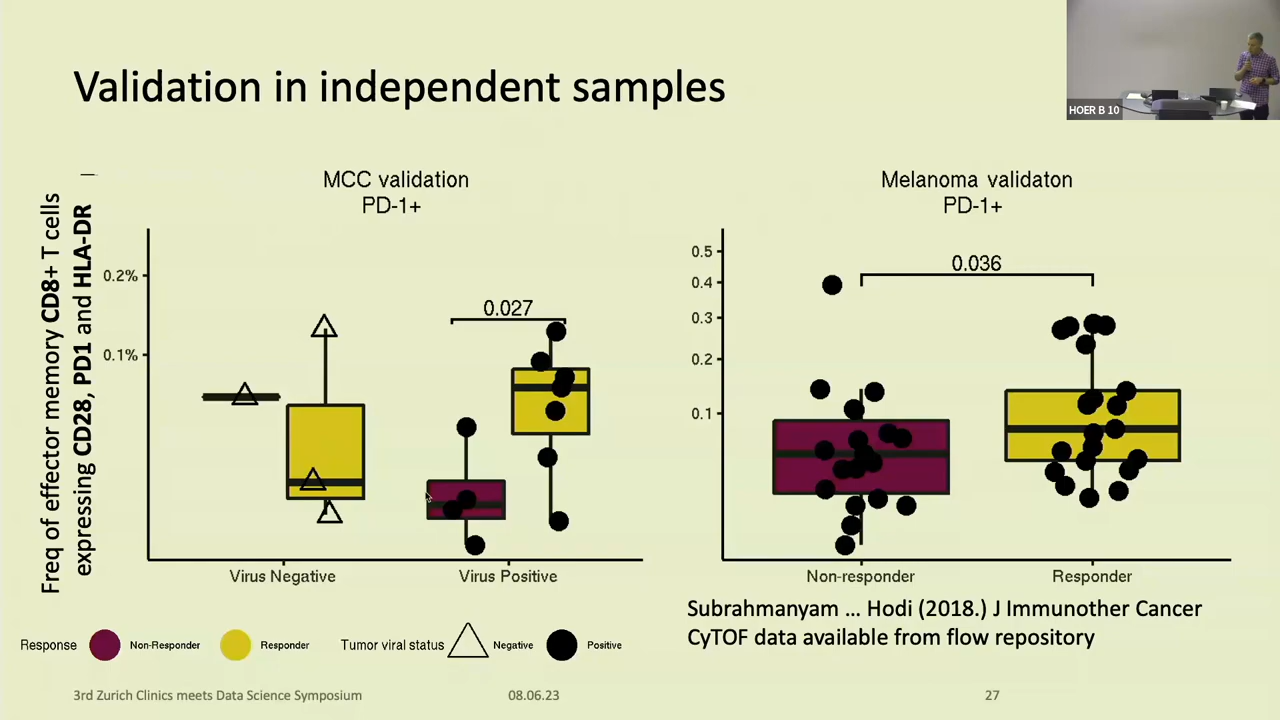 Validation in independent samples
HOER B 10
Freq of effector memory CD8+ T cells
expressing CD28, PD1 and HLA-DR
MCC validation
PD-1+
0.2%
0.1%
0.027
Virus Negative
Virus Positive
Melanoma validaton
PD-1+
0.5
0.4
0.3
0.2
0.1
0.036
Non-responder
Responder
Subrahmanyam ... Hodi (2018.) J Immunother Cancer
CyTOF data available from flow repository
Response Non-Responder Responder Tumor viral status Negative Positive
3rd Zurich Clinics meets Data Science Symposium 08.06.23 27